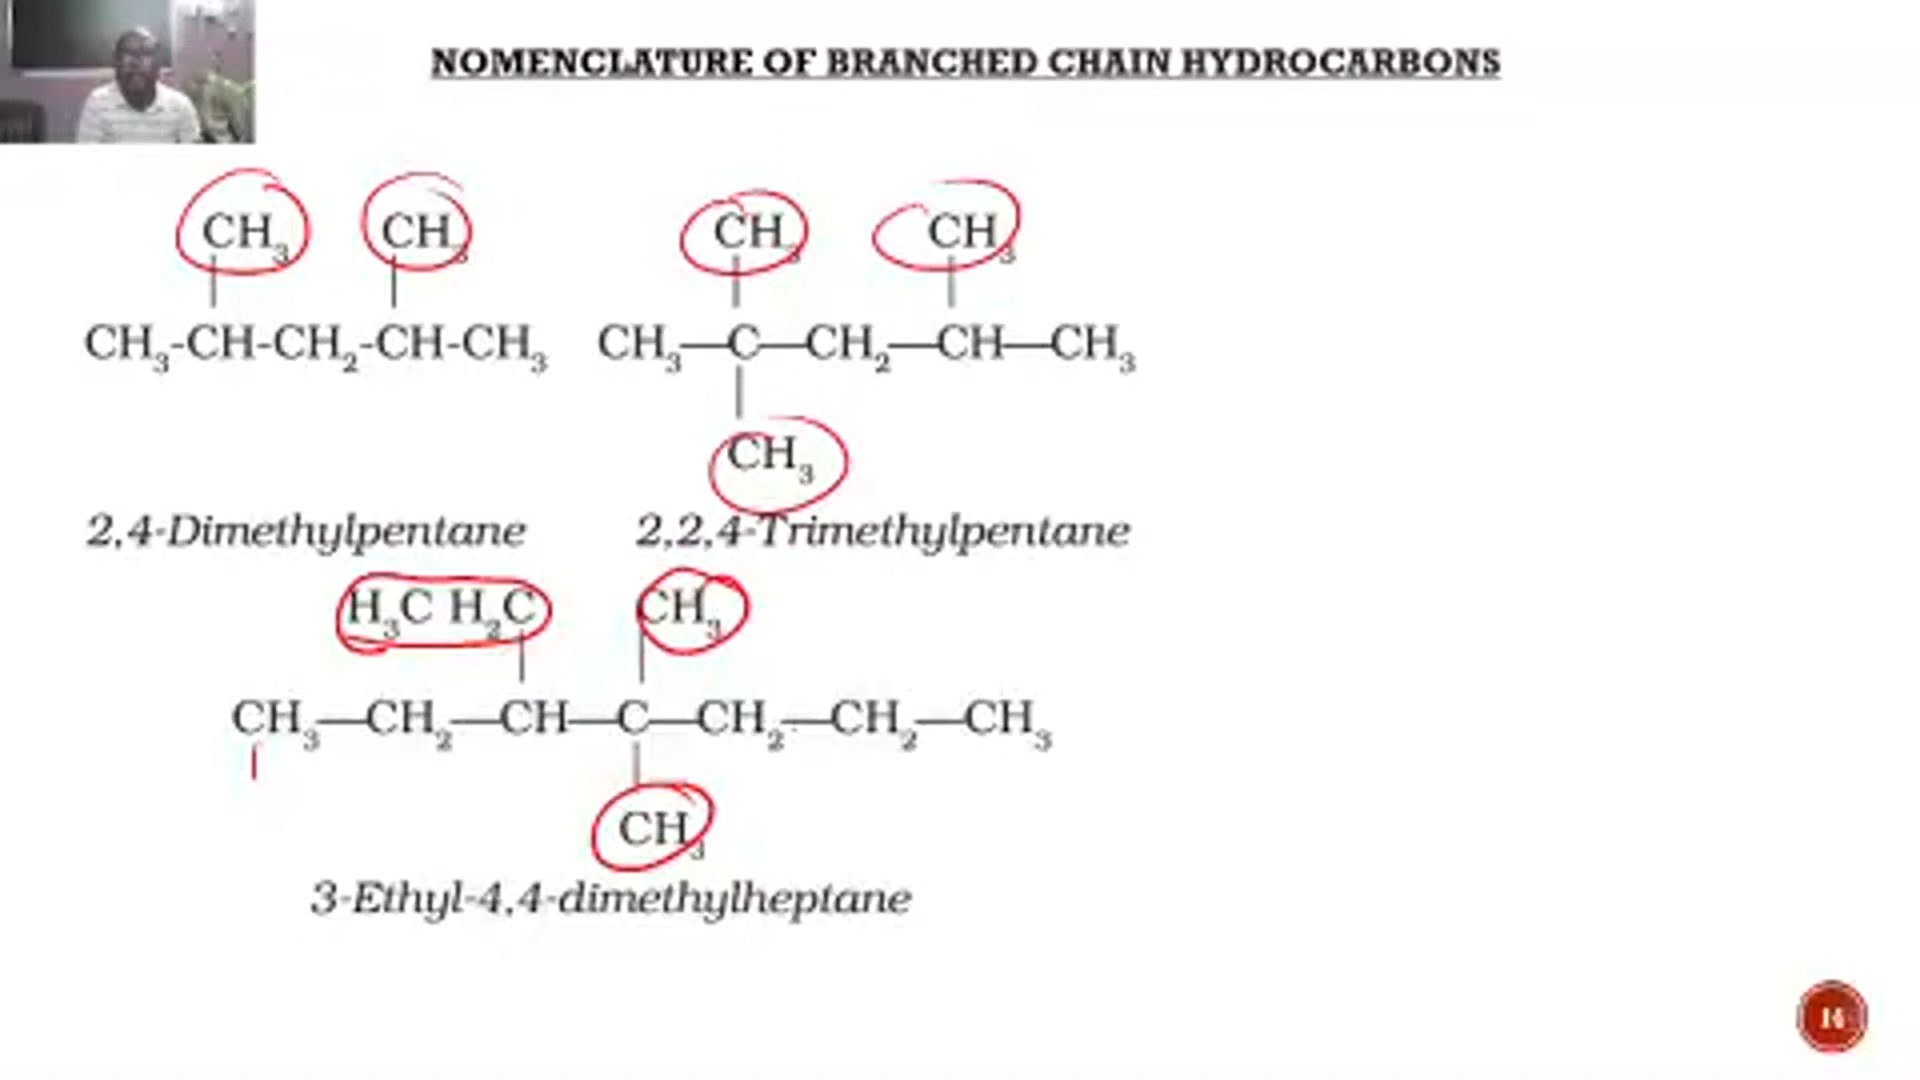 NOMENCLATURE OF BRANCHED CHAIN HYDROCARBONS
CH₃ CH₃ CH₃ CH₃
CH₃-CH-CH₂-CH-CH₃ CH₃—C—CH₂—CH—CH₃
CH₃
2,4-Dimethylpentane 2,2,4-Trimethylpentane
H₃C H₂C CH₃
CH₃—CH₂—CH—C—CH₂—CH₂—CH₃
CH₃
3-Ethyl-4,4-dimethylheptane
14